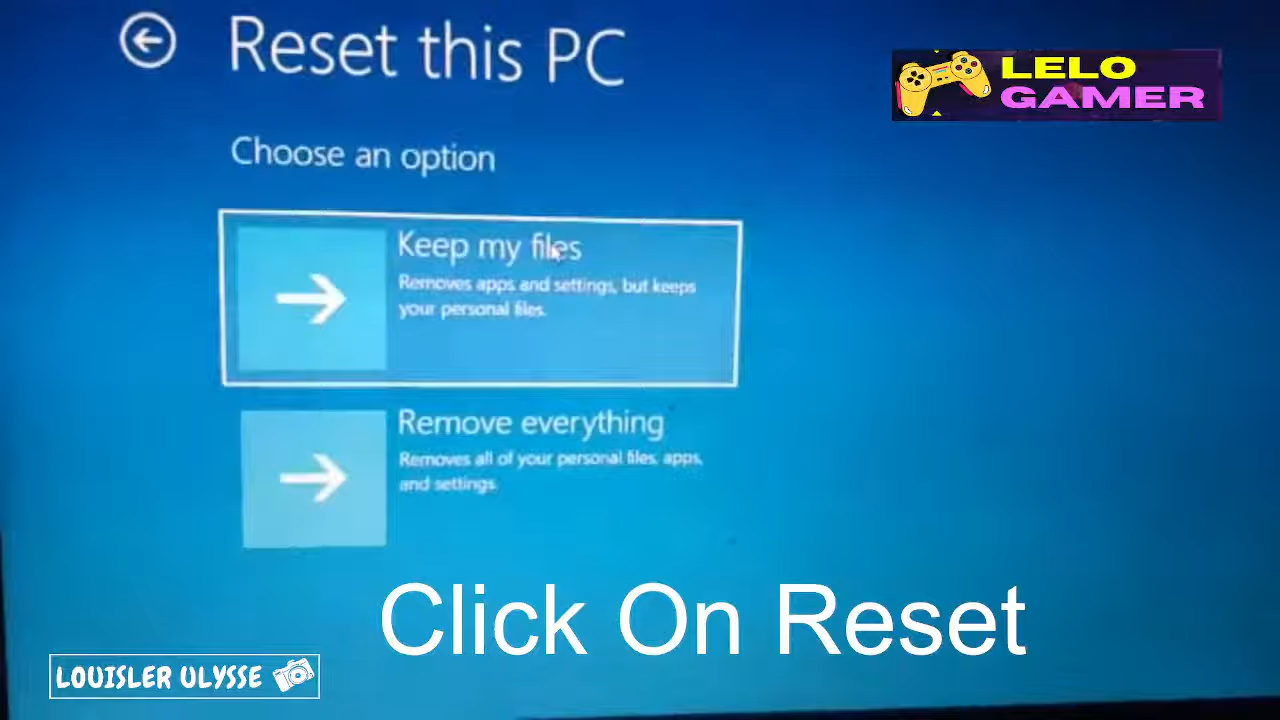 Reset this PC
LELO
GAMER
Choose an option
Keep my files
Removes apps and settings, but keeps
your personal files.
Remove everything
Removes all of your personal files, apps,
and settings.
Click On Reset
LOUISLER ULYSSE